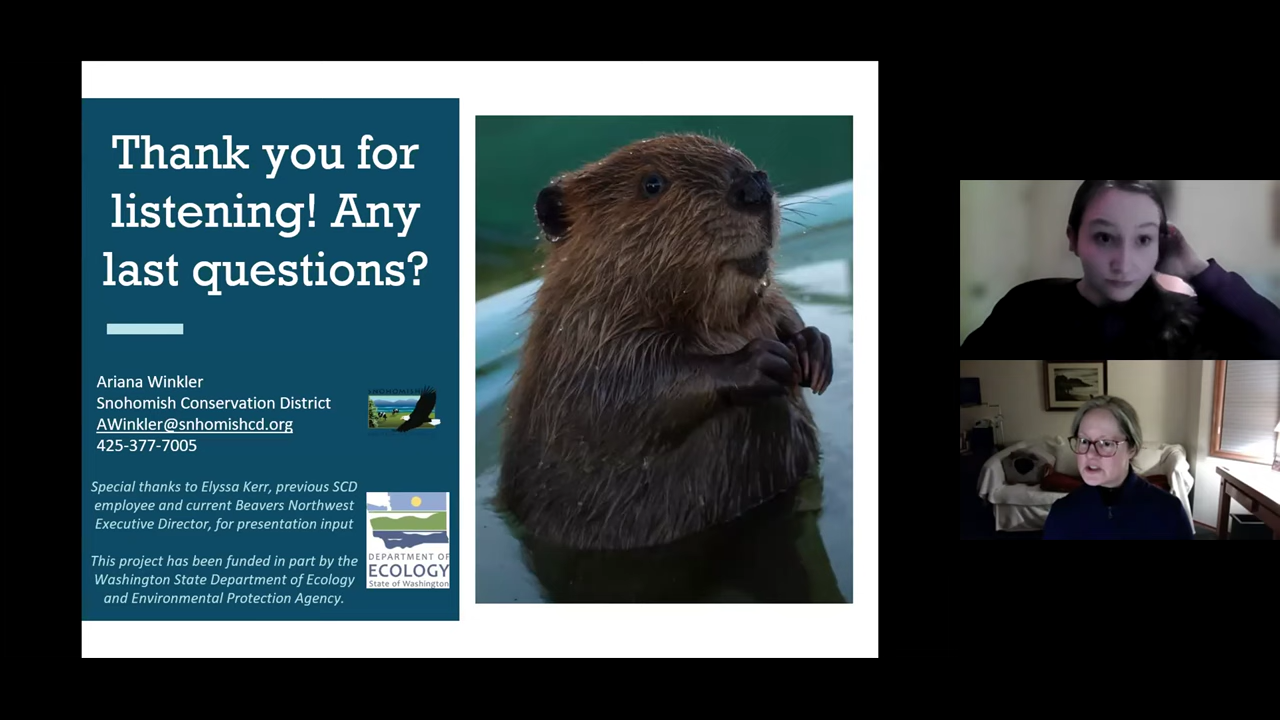 Thank you for
listening! Any
last questions?
Ariana Winkler
Snohomish Conservation District
AWinkler@snhomishcd.org
425-377-7005
SNOHOMISH
Special thanks to Elyssa Kerr, previous SCD
employee and current Beavers Northwest
Executive Director, for presentation input
This project has been funded in part by the
Washington State Department of Ecology
and Environmental Protection Agency.
DEPARTMENT OF
ECOLOGY
State of Washington